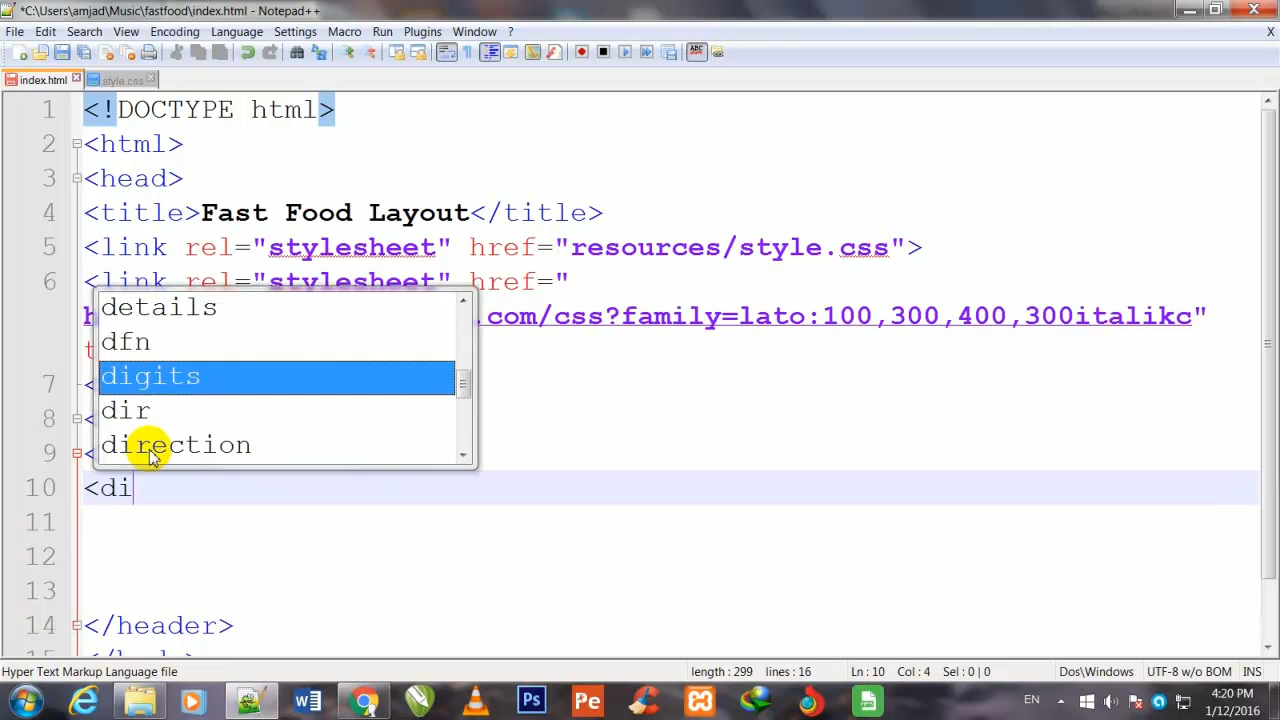 *C:\Users\amjad\Music\fastfood\index.html - Notepad++
File Edit Search View Encoding Language Settings Macro Run Plugins Window ? X
index.html style.css
1 <!DOCTYPE html>
2 <html>
3 <head>
4 <title>Fast Food Layout</title>
5 <link rel="stylesheet" href="resources/style.css">
6 <link rel="stylesheet" href="
.com/css?family=lato:100,300,400,300italikc"
details
dfn
digits
dir
direction
7 <
8 <
9 <
10 <di
11
12
13
14 </header>
Hyper Text Markup Language file length : 299 lines : 16 Ln : 10 Col : 4 Sel : 0 | 0 Dos\Windows UTF-8 w/o BOM INS
W Ps Pe EN 4:20 PM
1/12/2016